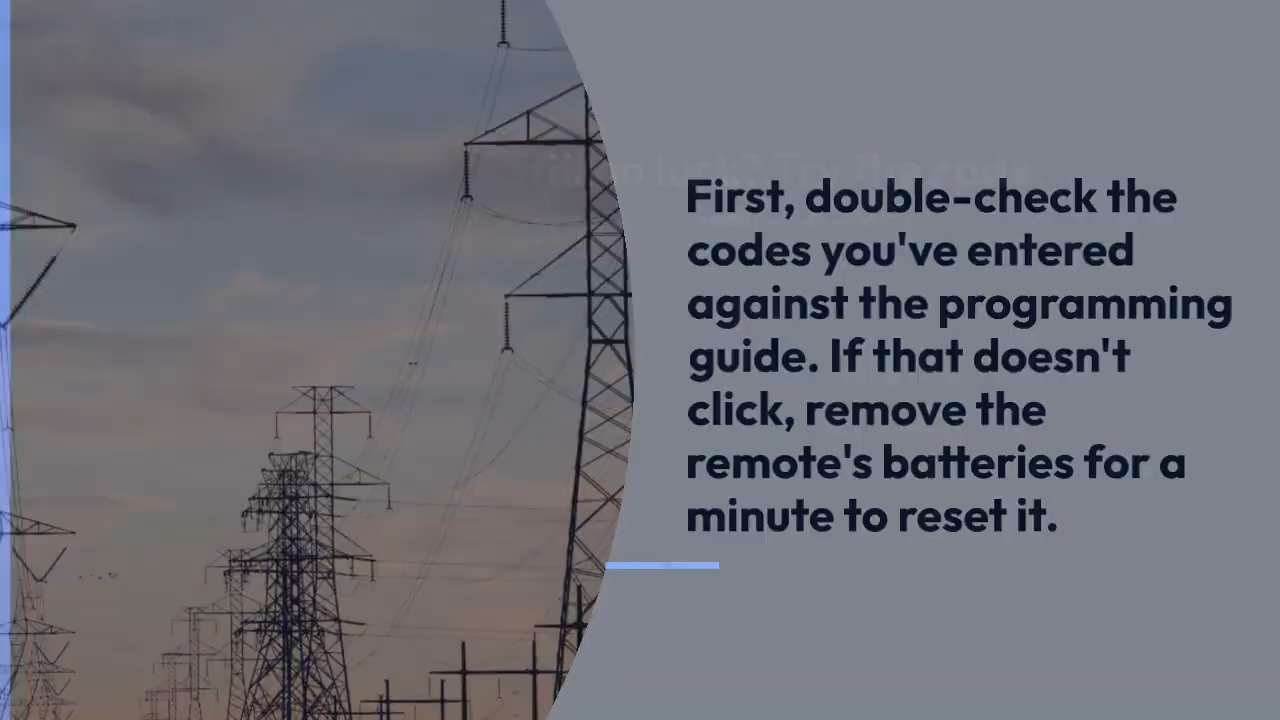 First, double-check the
codes you've entered
against the programming
guide. If that doesn't
click, remove the
remote's batteries for a
minute to reset it.